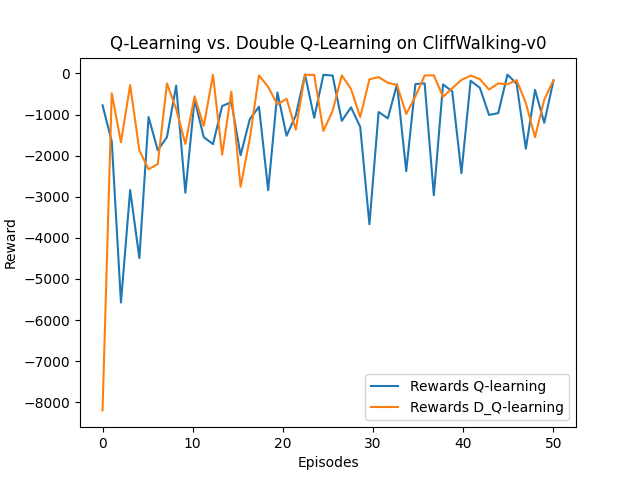 Q-Learning vs. Double Q-Learning on CliffWalking-v0
0
−1000
−2000
−3000
−4000
−5000
−6000
−7000
−8000
Reward
Rewards Q-learning
Rewards D_Q-learning
0 10 20 30 40 50
Episodes